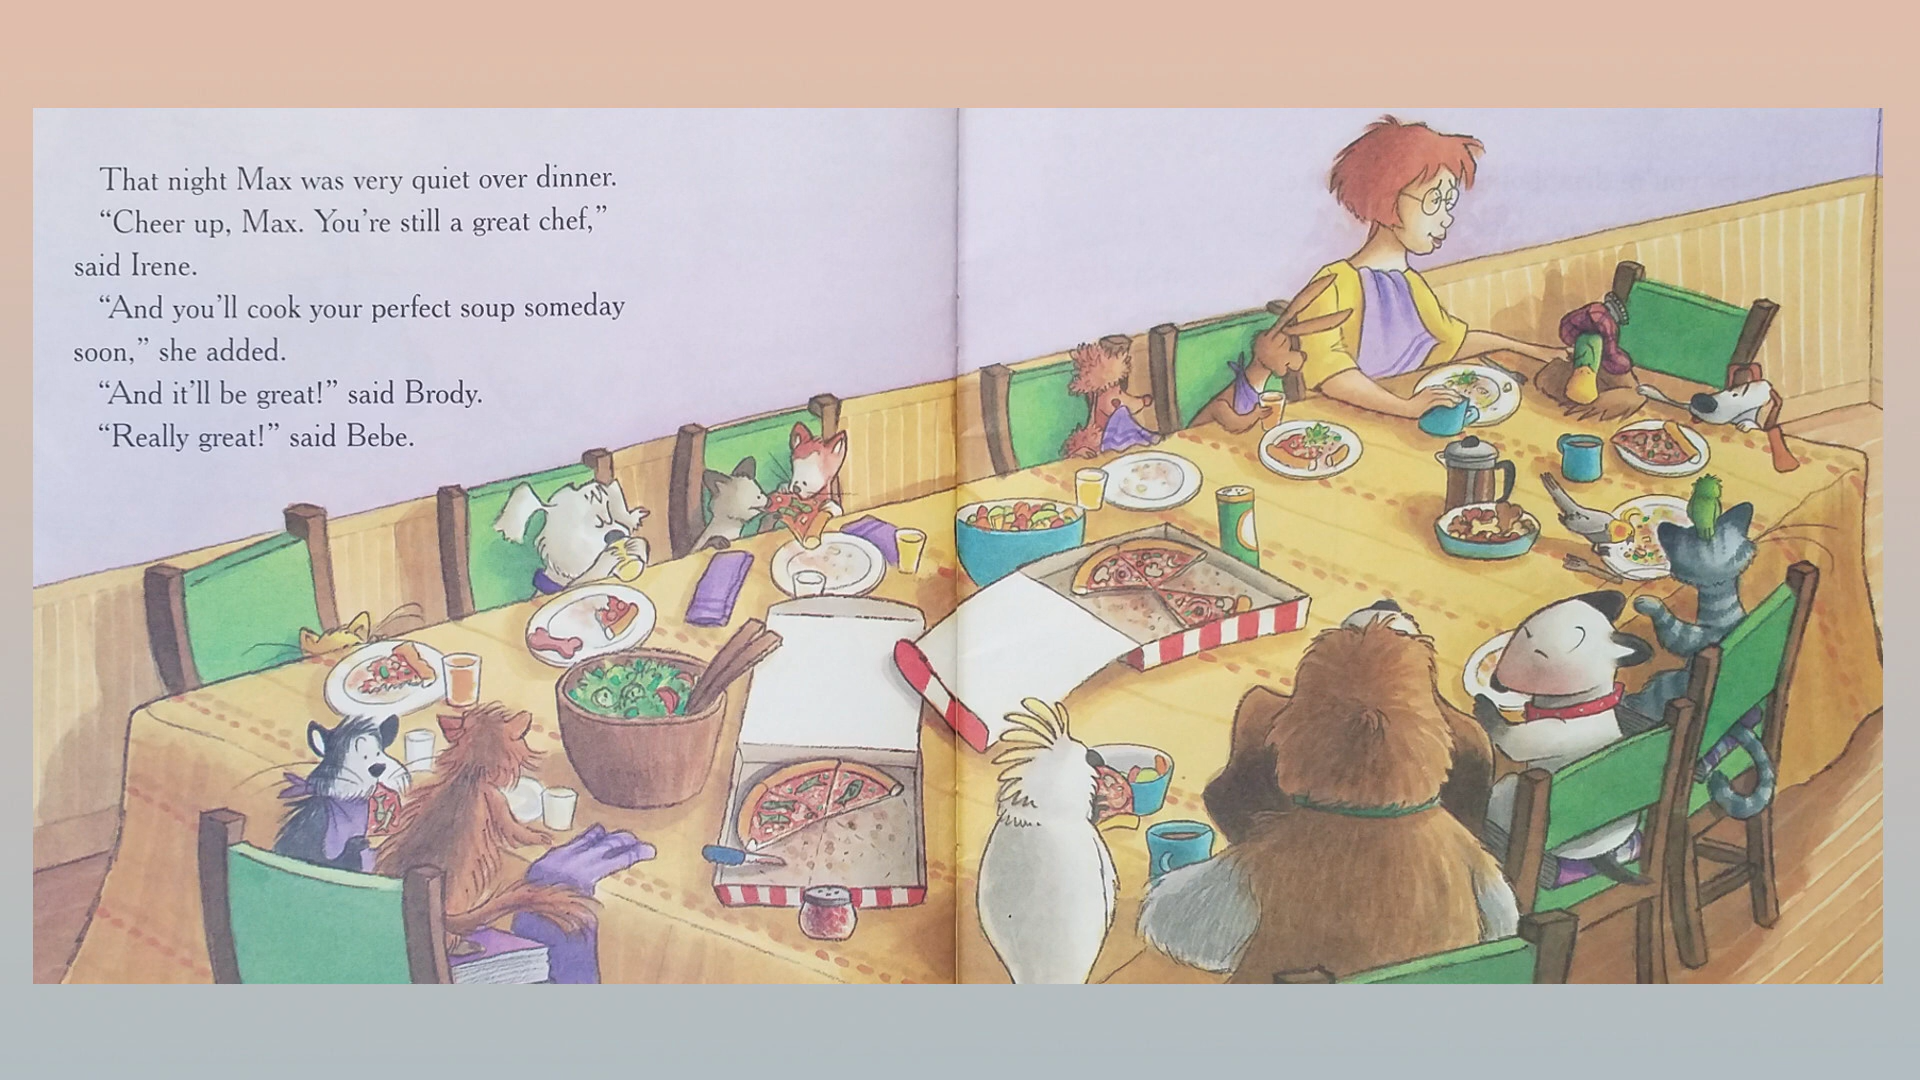 That night Max was very quiet over dinner.
“Cheer up, Max. You’re still a great chef,”
said Irene.
“And you’ll cook your perfect soup someday
soon,” she added.
“And it’ll be great!” said Brody.
“Really great!” said Bebe.